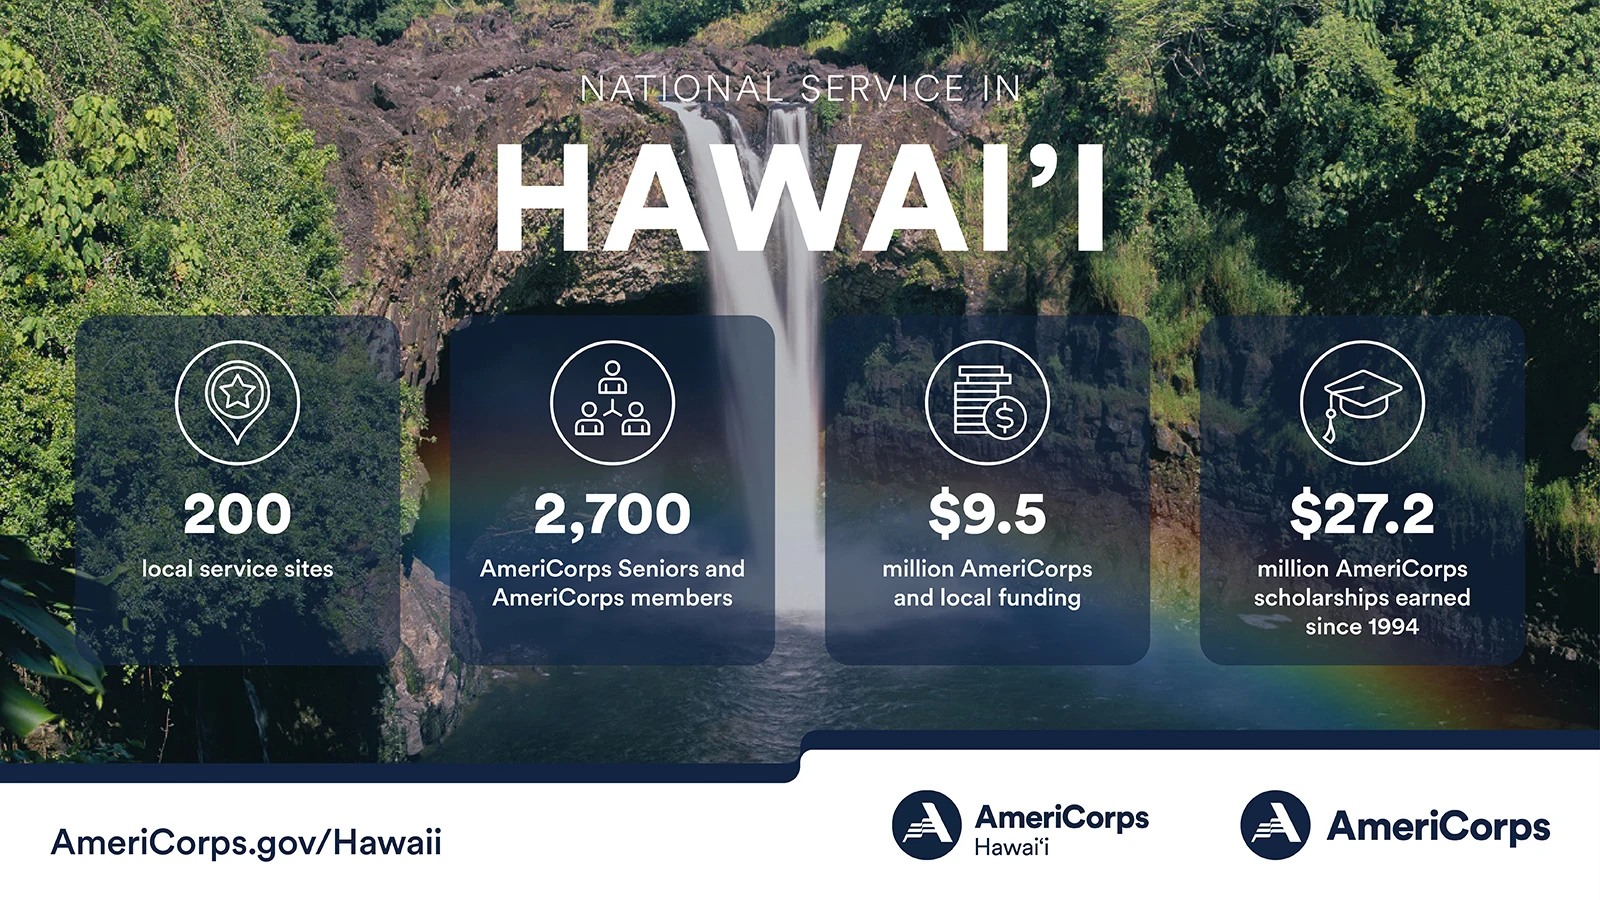 NATIONAL SERVICE IN
HAWAI’I
200
local service sites
2,700
AmeriCorps Seniors and
AmeriCorps members
$9.5
million AmeriCorps
and local funding
$27.2
million AmeriCorps
scholarships earned
since 1994
AmeriCorps.gov/Hawaii
AmeriCorps
Hawai‘i
AmeriCorps